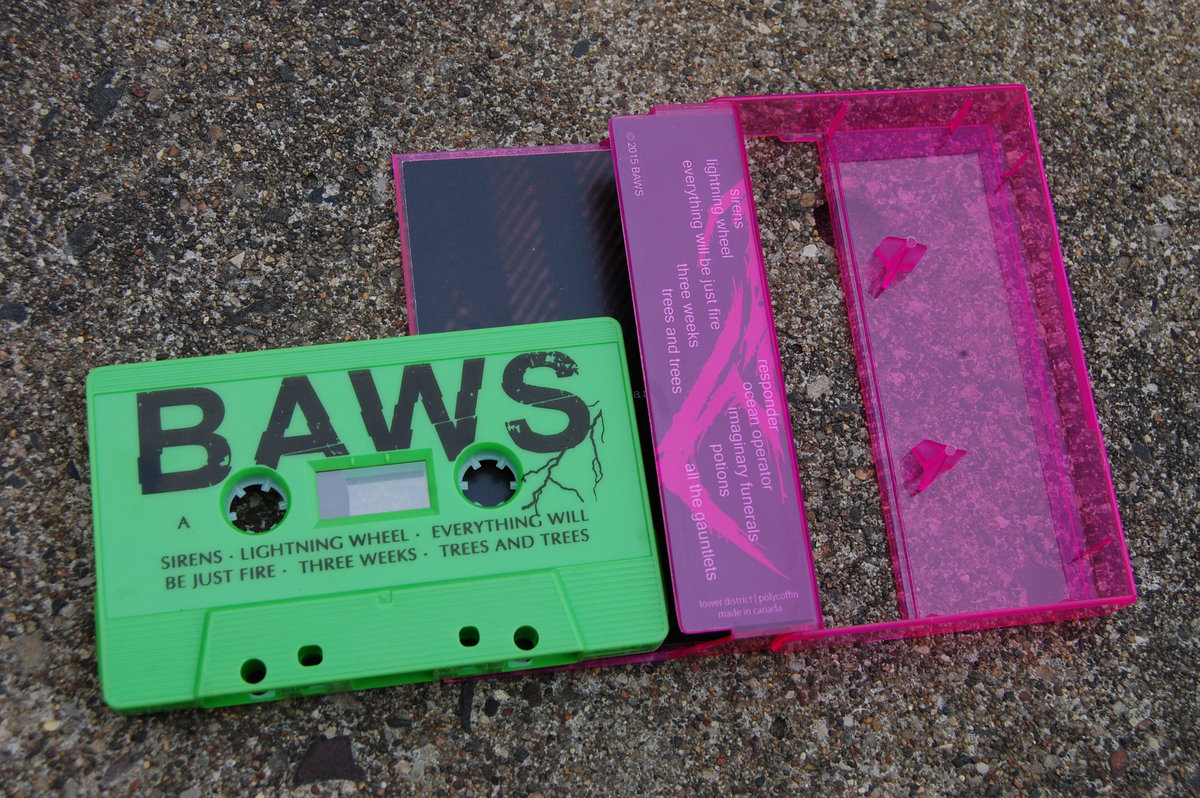 BAWS
A
SIRENS · LIGHTNING WHEEL · EVERYTHING WILL
BE JUST FIRE · THREE WEEKS · TREES AND TREES
© 2015 BAWS
sirens
lightning wheel
everything will be just fire
three weeks
trees and trees
responder
ocean operator
imaginary funerals
potions
all the gauntlets
lower district | polycoffin
made in canada